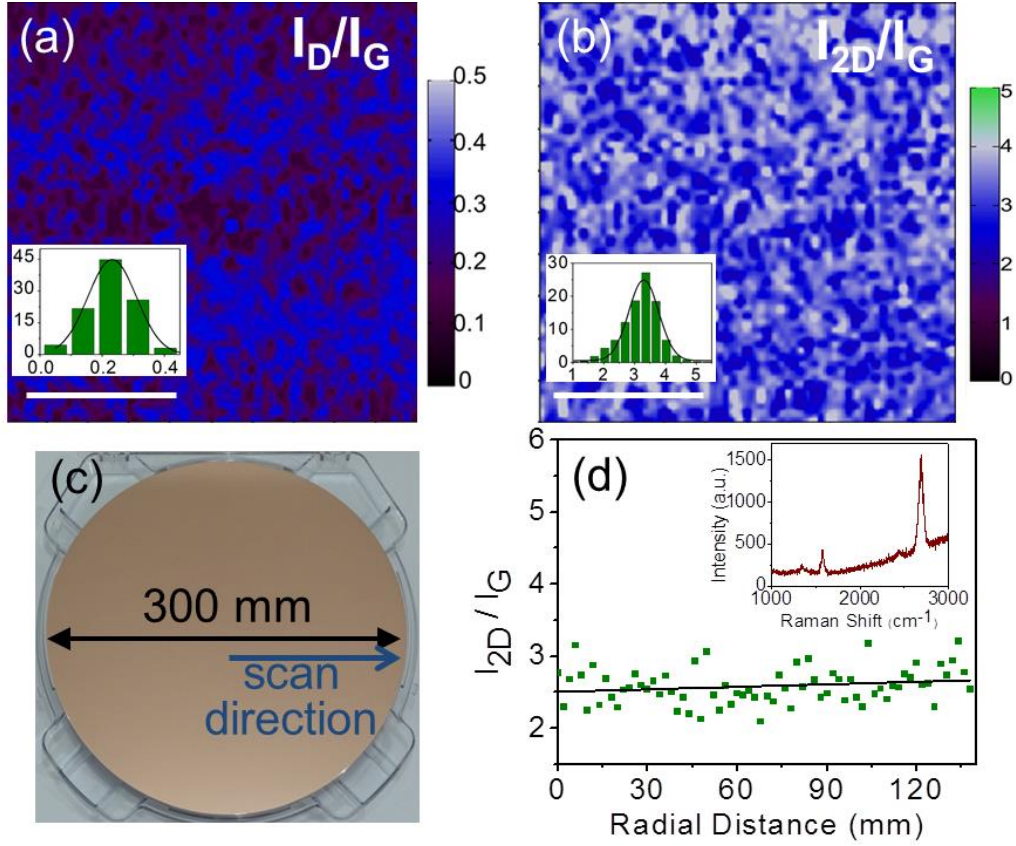 (a)
I_D/I_G
0.5
0.4
0.3
0.2
0.1
0
45
30
15
0
0.0 0.2 0.4
(b)
I_2D/I_G
5
4
3
2
1
0
30
20
10
0
1 2 3 4 5
(c)
300 mm
scan
direction
(d)
I_2D / I_G
6
5
4
3
2
0 30 60 90 120
Radial Distance (mm)
Intensity (a.u.)
1500
1000
500
0
1000 2000 3000
Raman Shift (cm^-1)